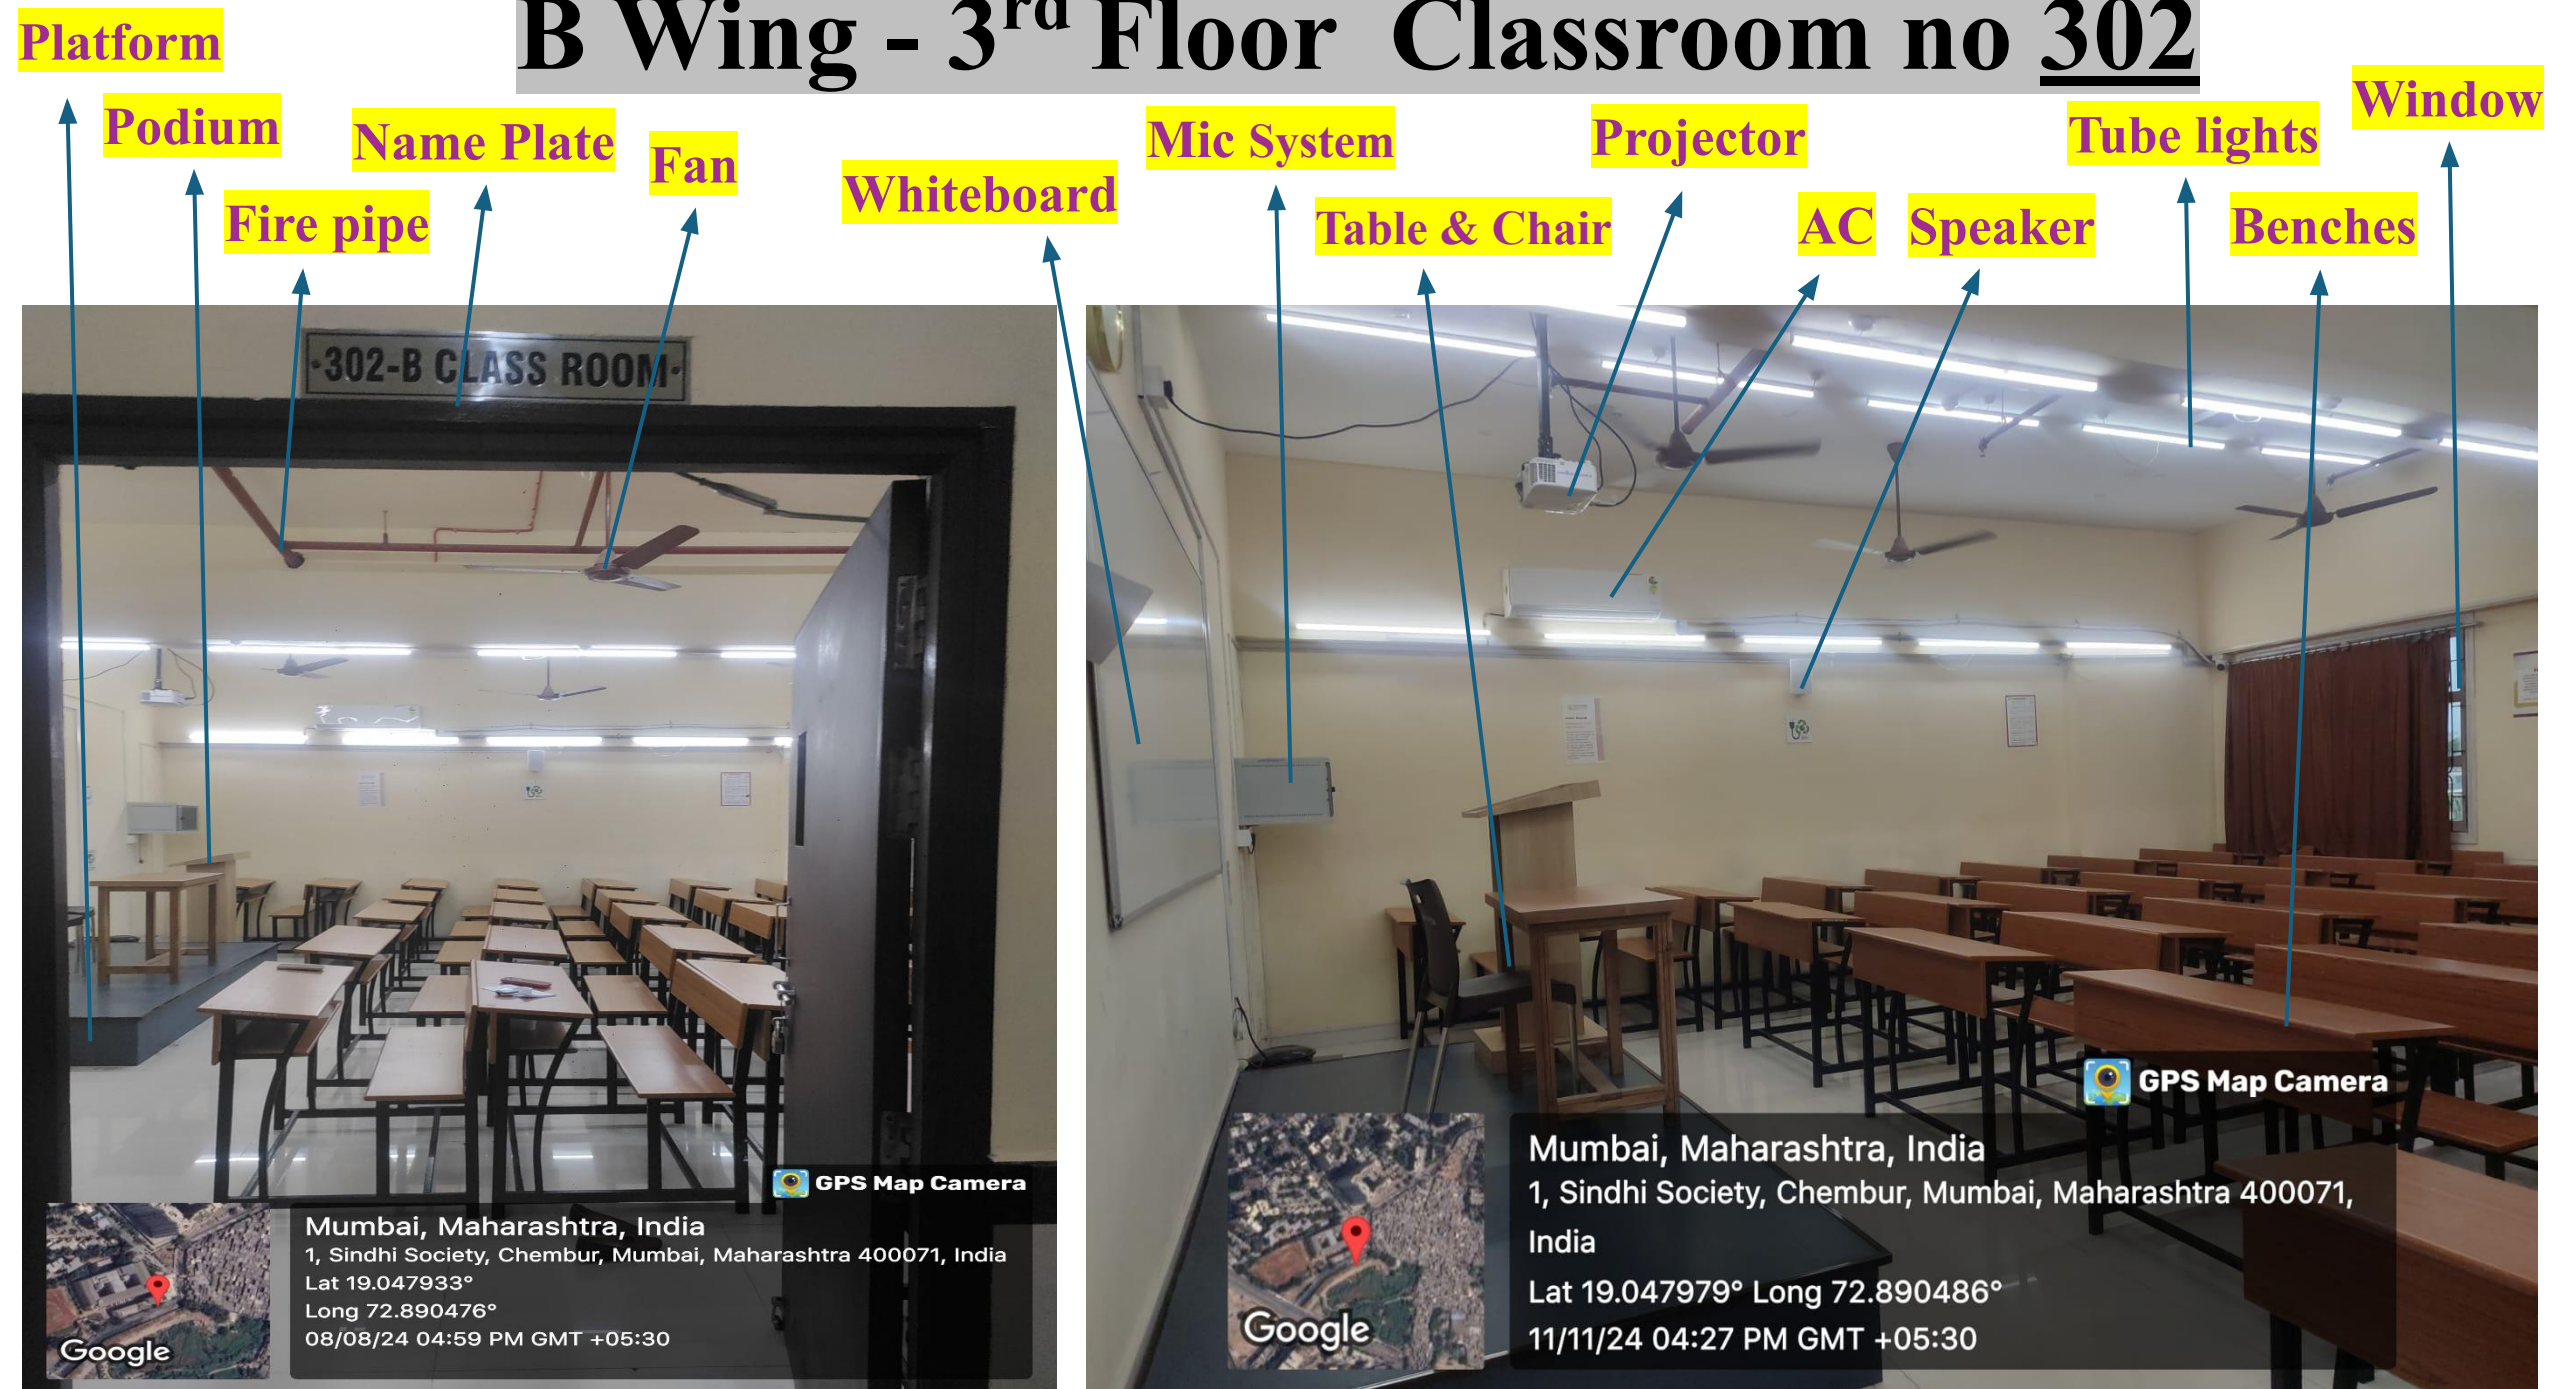 B Wing - 3rd Floor Classroom no 302
Platform
Podium
Fire pipe
Name Plate
Fan
Whiteboard
Mic System
Table & Chair
Projector
AC
Speaker
Tube lights
Benches
Window
·302-B CLASS ROOM·
GPS Map Camera
Mumbai, Maharashtra, India
1, Sindhi Society, Chembur, Mumbai, Maharashtra 400071, India
Lat 19.047933°
Long 72.890476°
08/08/24 04:59 PM GMT +05:30
Google
GPS Map Camera
Mumbai, Maharashtra, India
1, Sindhi Society, Chembur, Mumbai, Maharashtra 400071,
India
Lat 19.047979° Long 72.890486°
11/11/24 04:27 PM GMT +05:30
Google